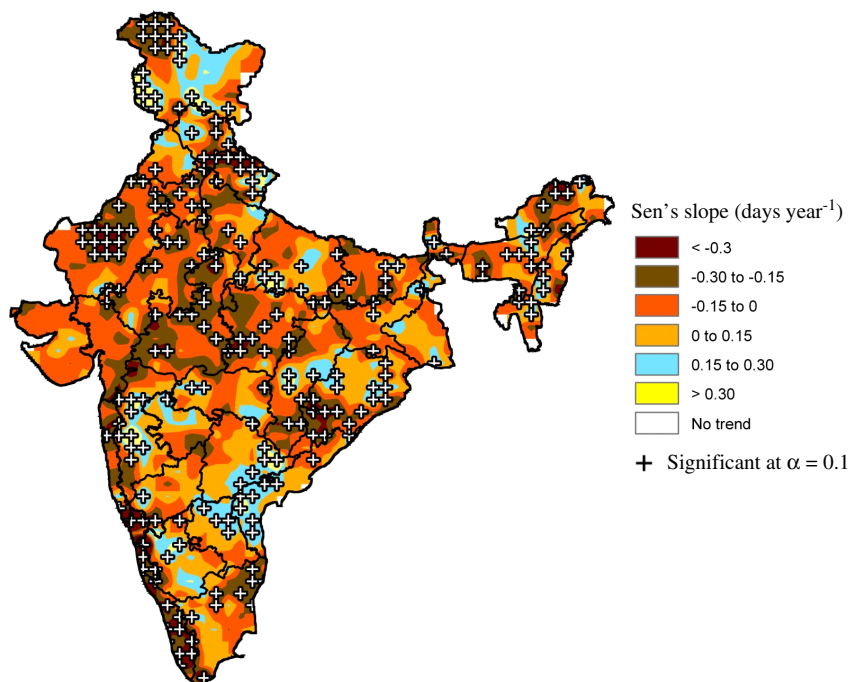 Sen's slope (days year⁻¹)
< -0.3
-0.30 to -0.15
-0.15 to 0
0 to 0.15
0.15 to 0.30
> 0.30
No trend
Significant at α = 0.1